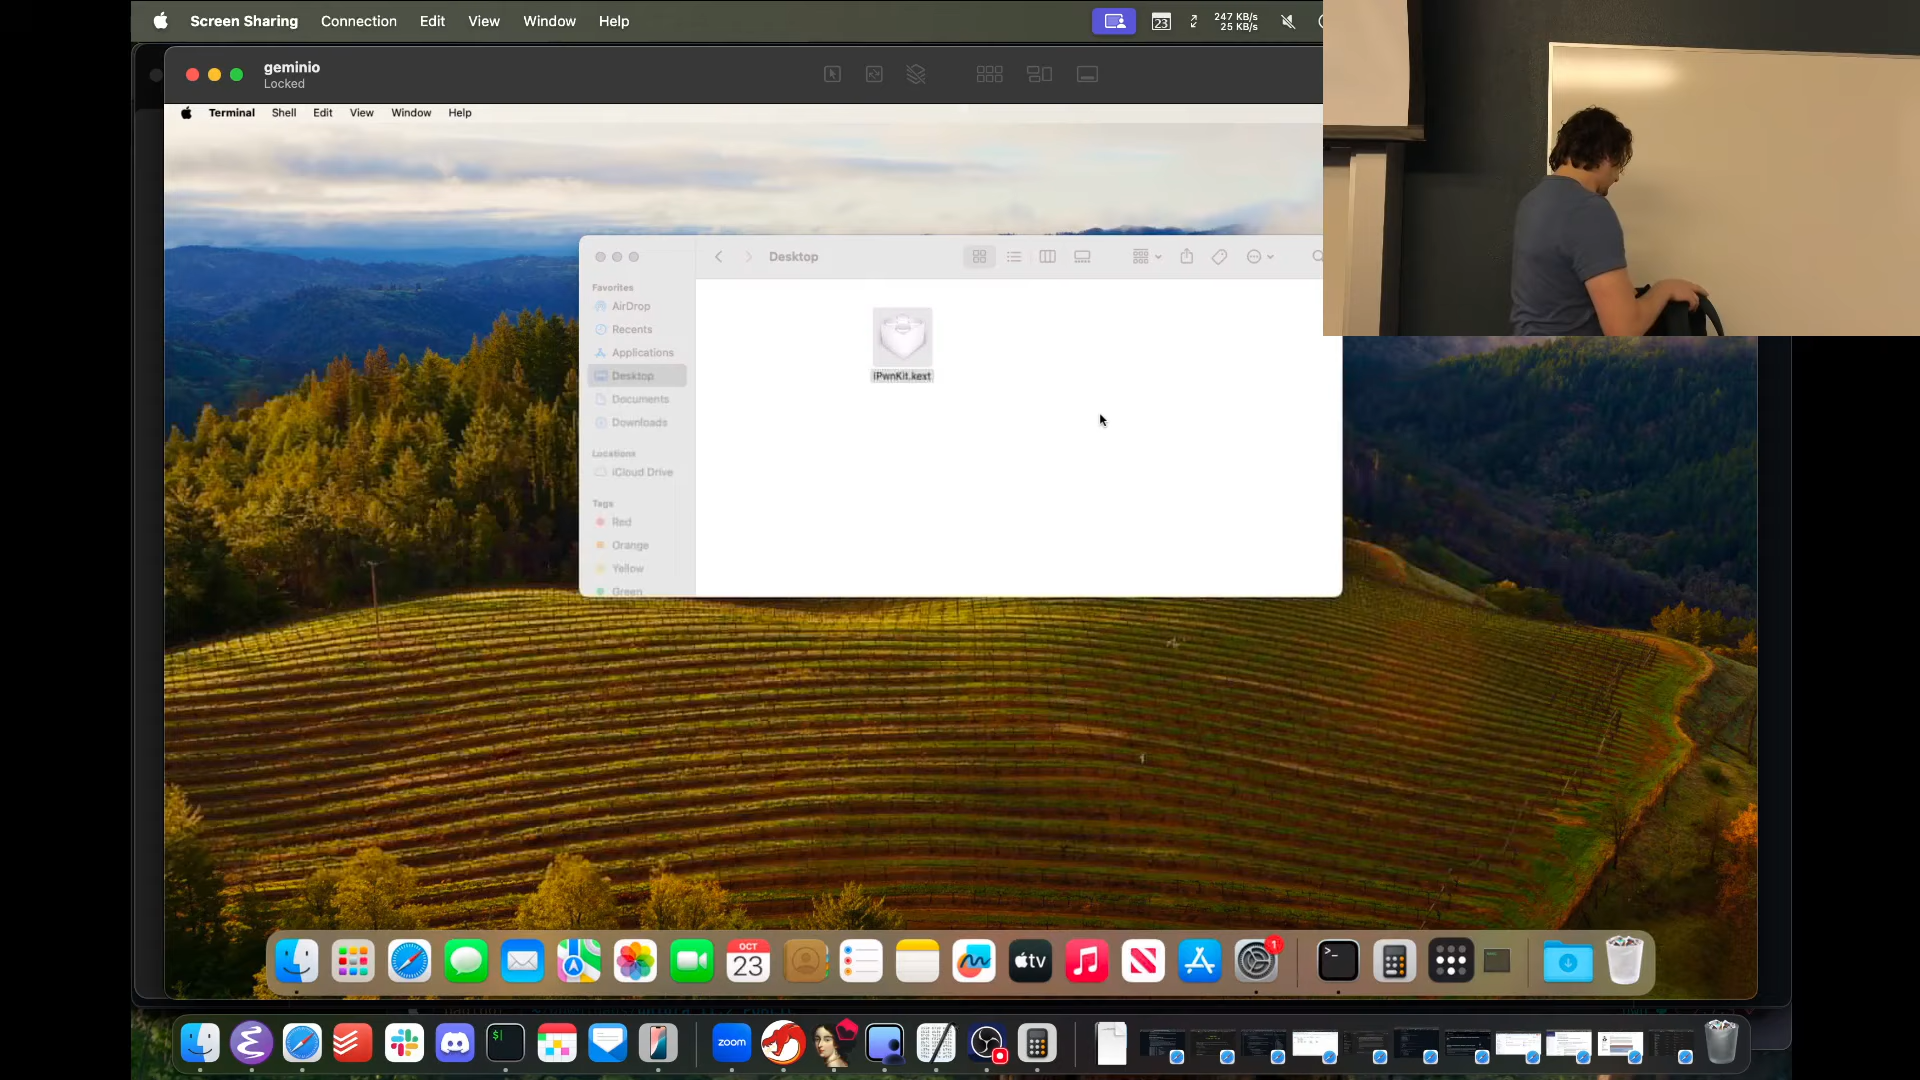 Screen Sharing Connection Edit View Window Help
23
247 KB/s
25 KB/s
geminio
Locked
Terminal Shell Edit View Window Help
Desktop
Favorites
AirDrop
Recents
Applications
Desktop
Documents
Downloads
Locations
iCloud Drive
Tags
Red
Orange
Yellow
Green
iPwnKit.kext
OCT
23
tv
1
>_
$
zoom